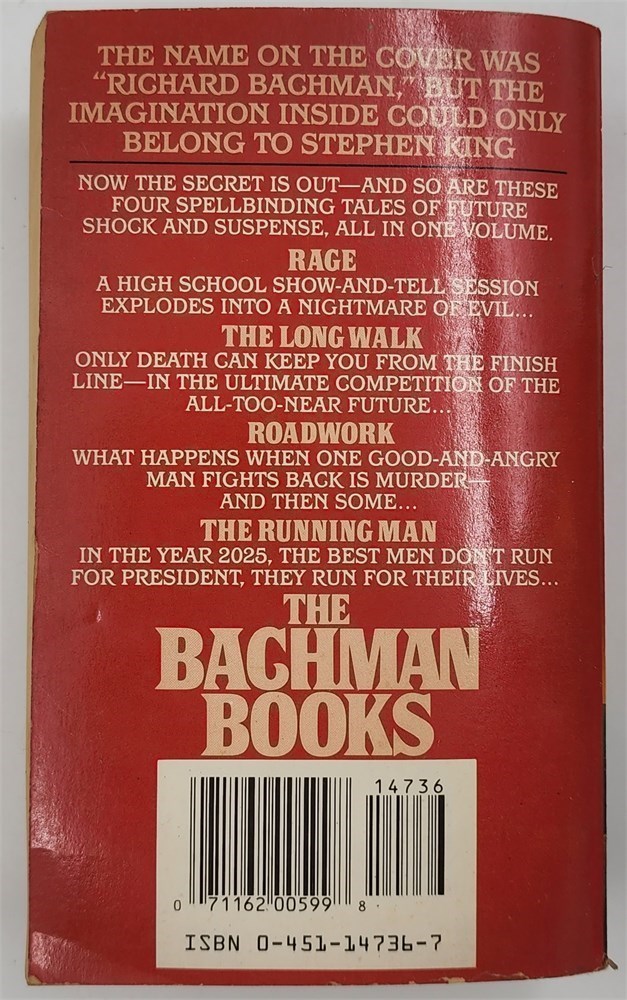 THE NAME ON THE COVER WAS
“RICHARD BACHMAN,” BUT THE
IMAGINATION INSIDE COULD ONLY
BELONG TO STEPHEN KING
NOW THE SECRET IS OUT—AND SO ARE THESE
FOUR SPELLBINDING TALES OF FUTURE
SHOCK AND SUSPENSE, ALL IN ONE VOLUME.
RAGE
A HIGH SCHOOL SHOW-AND-TELL SESSION
EXPLODES INTO A NIGHTMARE OF EVIL...
THE LONG WALK
ONLY DEATH CAN KEEP YOU FROM THE FINISH
LINE—IN THE ULTIMATE COMPETITION OF THE
ALL-TOO-NEAR FUTURE...
ROADWORK
WHAT HAPPENS WHEN ONE GOOD-AND-ANGRY
MAN FIGHTS BACK IS MURDER—
AND THEN SOME...
THE RUNNING MAN
IN THE YEAR 2025, THE BEST MEN DON'T RUN
FOR PRESIDENT, THEY RUN FOR THEIR LIVES...
THE
BACHMAN
BOOKS
14736
0 71162 00599 8
ISBN 0-451-14736-7